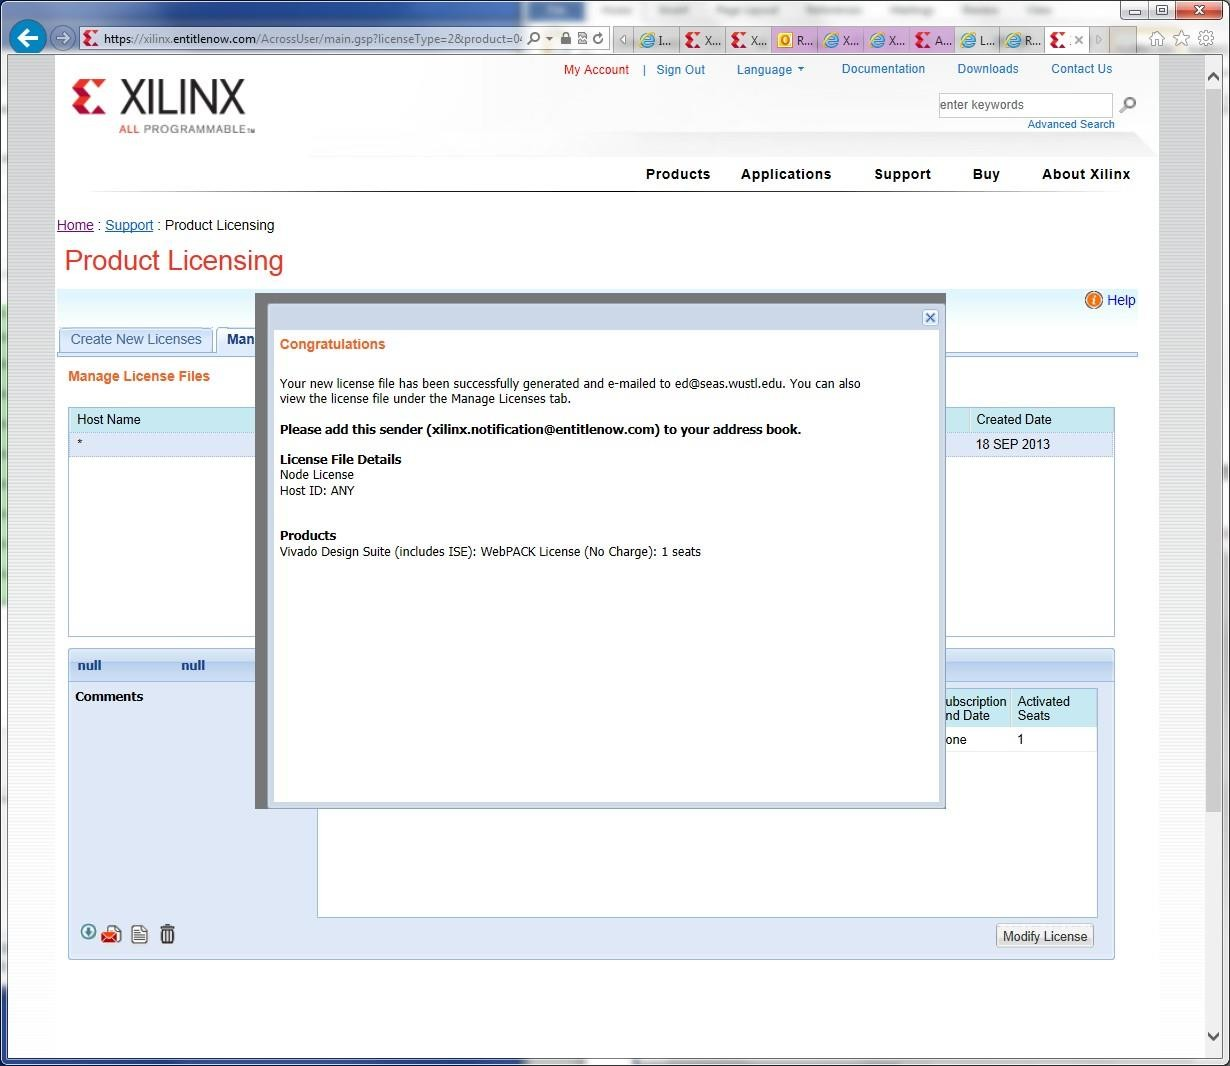 https://xilinx.entitlenow.com/AcrossUser/main.gsp?licenseType=2&product=04
I...
X...
X...
R...
X...
X...
A...
L...
R...
My Account | Sign Out Language Documentation Downloads Contact Us
XILINX
ALL PROGRAMMABLE™
enter keywords
Advanced Search
Products Applications Support Buy About Xilinx
Home : Support : Product Licensing
Product Licensing
Help
Create New Licenses Man
Manage License Files
Host Name Created Date
* 18 SEP 2013
Congratulations
Your new license file has been successfully generated and e-mailed to ed@seas.wustl.edu. You can also
view the license file under the Manage Licenses tab.
Please add this sender (xilinx.notification@entitlenow.com) to your address book.
License File Details
Node License
Host ID: ANY
Products
Vivado Design Suite (includes ISE): WebPACK License (No Charge): 1 seats
null null
Comments
ubscription Activated
nd Date Seats
one 1
Modify License